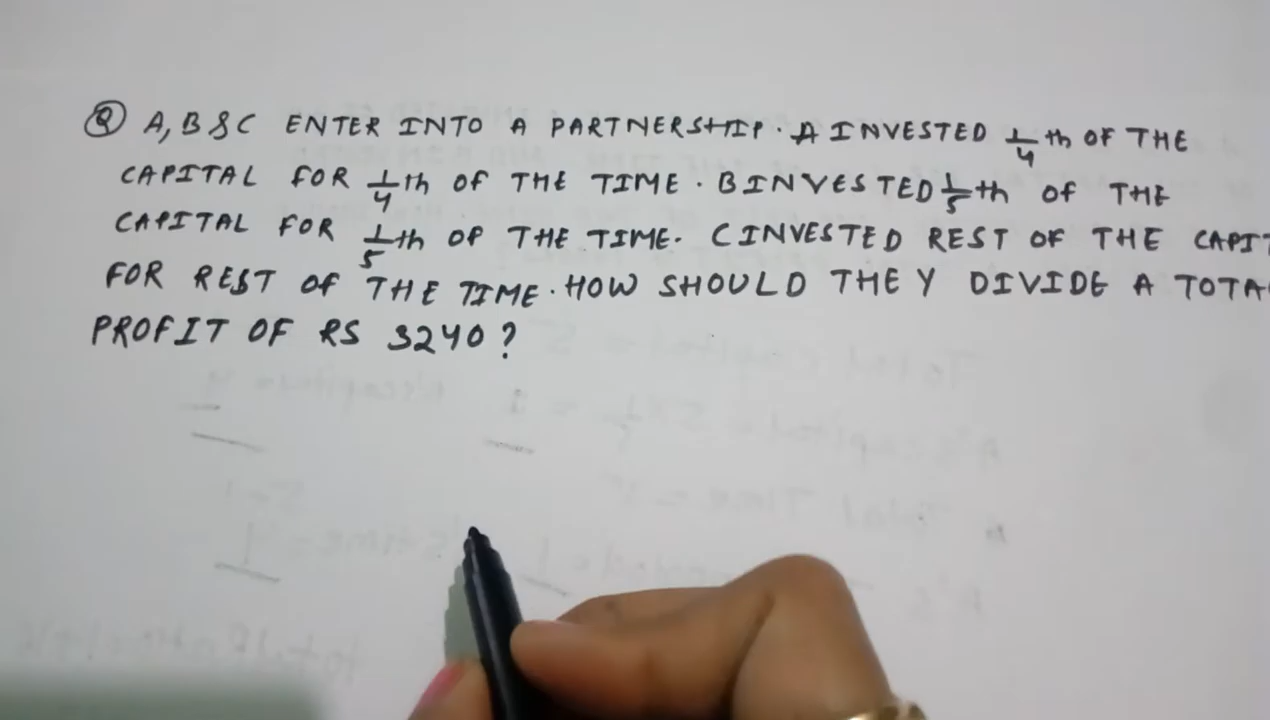 Q A, B & C ENTER INTO A PARTNERSHIP. A INVESTED 1/4 th OF THE
CAPITAL FOR 1/4 th OF THE TIME. B INVESTED 1/5 th OF THE
CAPITAL FOR 1/5 th OF THE TIME. C INVESTED REST OF THE CAPIT
FOR REST OF THE TIME. HOW SHOULD THEY DIVIDE A TOTA
PROFIT OF RS 3240?